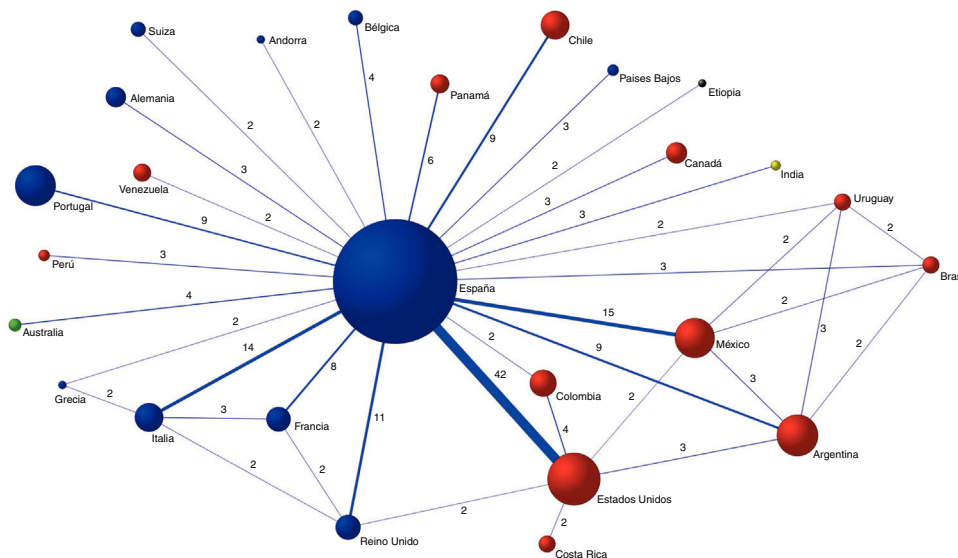 Bélgica
Suiza
Andorra
Chile
4
Países Bajos
Alemania
Panamá
Etiopia
2
2
3
9
6
3
2
Canadá
India
Venezuela
Portugal
2
9
3
3
Uruguay
2
2
2
Perú
3
España
3
Bras
4
2
15
2
Australia
14
2
9
México
3
2
8
42
Grecia
2
3
Colombia
2
3
Italia
Francia
11
4
Argentina
2
2
3
Estados Unidos
2
2
Reino Unido
Costa Rica